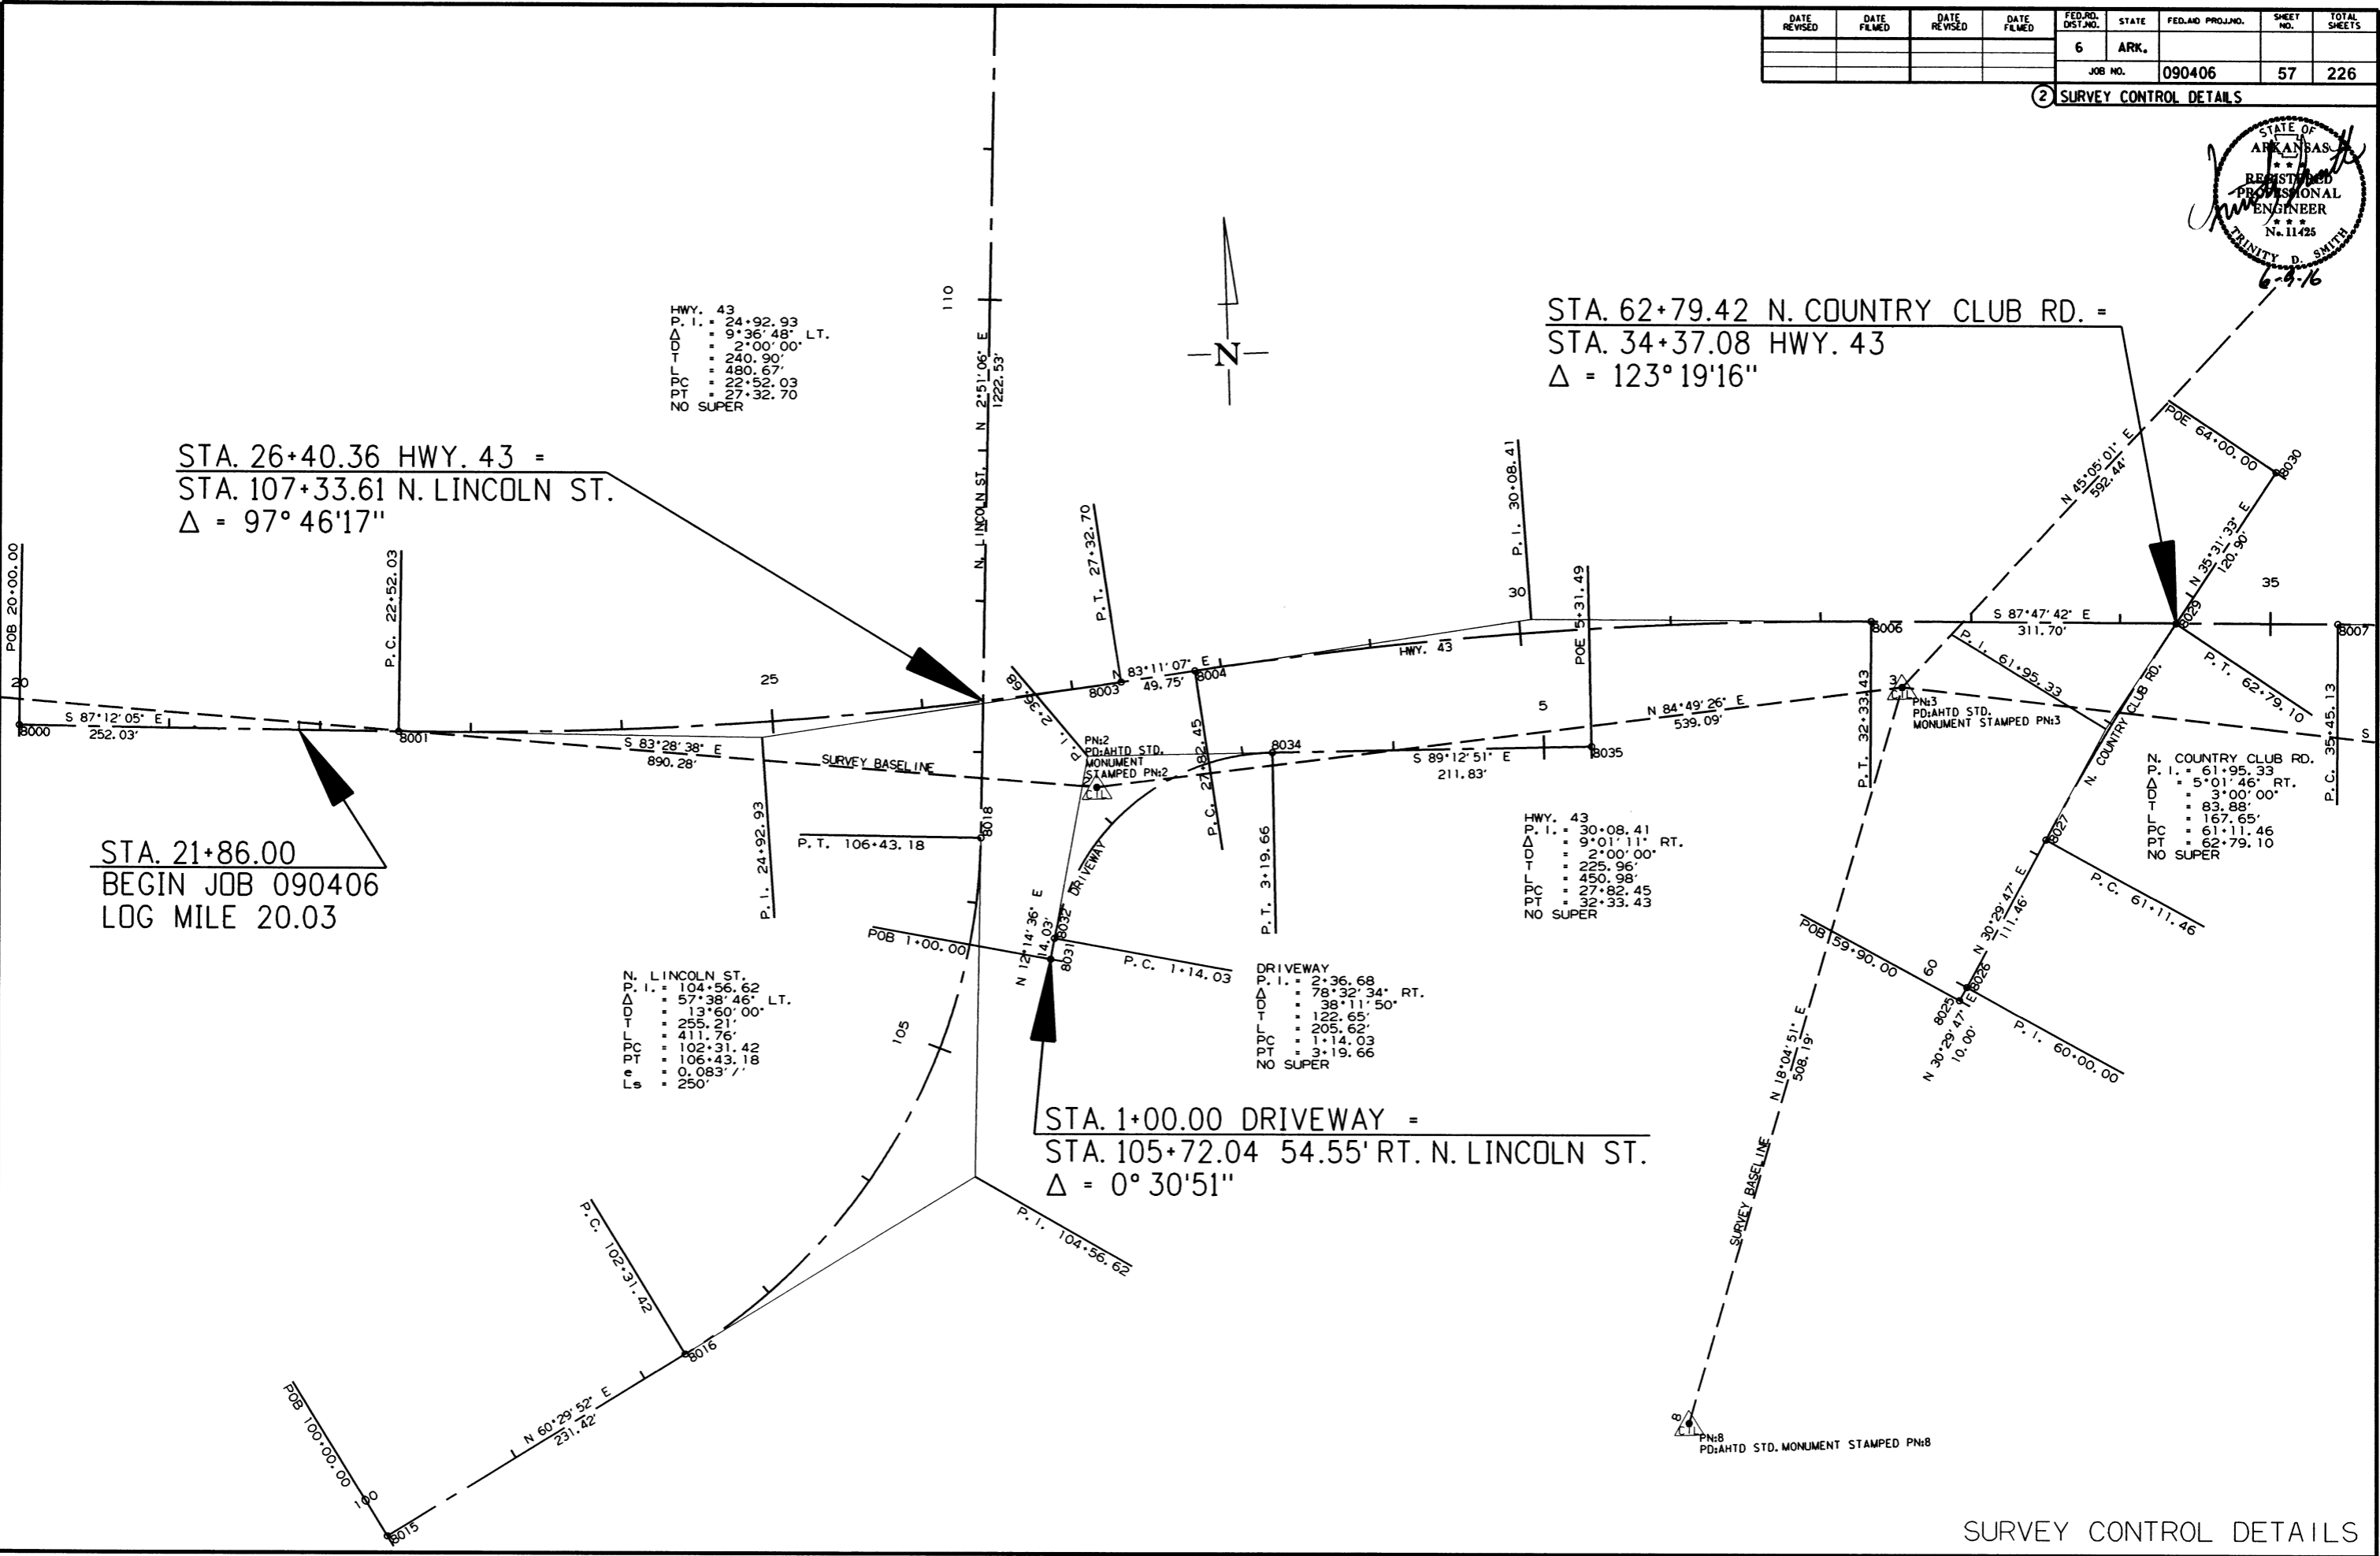 DATE REVISED
DATE FILMED
DATE REVISED
DATE FILMED
FED.RD. DIST.NO.
STATE
FED.AID PROJ.NO.
SHEET NO.
TOTAL SHEETS
6
ARK.
JOB NO.
090406
57
226
2
SURVEY CONTROL DETAILS
STATE OF
ARKANSAS
* * *
REGISTERED
PROFESSIONAL
ENGINEER
* * *
No. 11425
TRINITY D. SMITH
6-9-16
HWY. 43
P. I. = 24+92.93
Δ = 9°36'48" LT.
D = 2°00'00"
T = 240.90'
L = 480.67'
PC = 22+52.03
PT = 27+32.70
NO SUPER
110
N. LINCOLN ST.
N 2°51'06" E
1222.53'
N
STA. 62+79.42 N. COUNTRY CLUB RD. =
STA. 34+37.08 HWY. 43
Δ = 123°19'16"
STA. 26+40.36 HWY. 43 =
STA. 107+33.61 N. LINCOLN ST.
Δ = 97°46'17"
POE 64+00.00
8030
N 45°05'01" E
592.44'
N 35°31'33" E
120.90'
35
8029
POB 20+00.00
20
8000
S 87°12'05" E
252.03'
P.C. 22+52.03
8001
25
S 83°28'38" E
890.28'
SURVEY BASELINE
P. I. 24+92.93
P. T. 27+32.70
8003
N 83°11'07" E
49.75'
8004
HWY. 43
P. I. 30+08.41
30
POE 5+31.49
8006
S 87°47'42" E
311.70'
8007
P. I. 2+36.68
PN:2
PD:AHTD STD.
MONUMENT
STAMPED PN:2
2
CTL
P.C. 27+82.45
8034
5
S 89°12'51" E
211.83'
8035
N 84°49'26" E
539.09'
P. T. 32+33.43
3
CTL
PN:3
PD:AHTD STD.
MONUMENT STAMPED PN:3
P. I. 61+95.33
P. T. 62+79.10
P.C. 35+45.13
S
N. COUNTRY CLUB RD.
N. COUNTRY CLUB RD.
P. I. = 61+95.33
Δ = 5°01'46" RT.
D = 3°00'00"
T = 83.88'
L = 167.65'
PC = 61+11.46
PT = 62+79.10
NO SUPER
STA. 21+86.00
BEGIN JOB 090406
LOG MILE 20.03
P. T. 106+43.18
8018
DRIVEWAY
P. T. 3+19.66
HWY. 43
P. I. = 30+08.41
Δ = 9°01'11" RT.
D = 2°00'00"
T = 225.96'
L = 450.98'
PC = 27+82.45
PT = 32+33.43
NO SUPER
8027
P.C. 61+11.46
N 30°29'47" E
111.46'
POB 59+90.00
60
8026
8025
N 30°29'47" E
10.00'
P. I. 60+00.00
POB 1+00.00
N 12°14'36" E
14.03'
8032
8031
P.C. 1+14.03
N. LINCOLN ST.
P. I. = 104+56.62
Δ = 57°38'46" LT.
D = 13°60'00"
T = 255.21'
L = 411.76'
PC = 102+31.42
PT = 106+43.18
e = 0.083'/'
Ls = 250'
105
DRIVEWAY
P. I. = 2+36.68
Δ = 78°32'34" RT.
D = 38°11'50"
T = 122.65'
L = 205.62'
PC = 1+14.03
PT = 3+19.66
NO SUPER
STA. 1+00.00 DRIVEWAY =
STA. 105+72.04 54.55' RT. N. LINCOLN ST.
Δ = 0°30'51"
N 18°04'51" E
508.19'
SURVEY BASELINE
P. I. 104+56.62
P.C. 102+31.42
8016
N 60°29'52" E
231.42'
POB 100+00.00
100
8015
8
CTL
PN:8
PD:AHTD STD. MONUMENT STAMPED PN:8
SURVEY CONTROL DETAILS